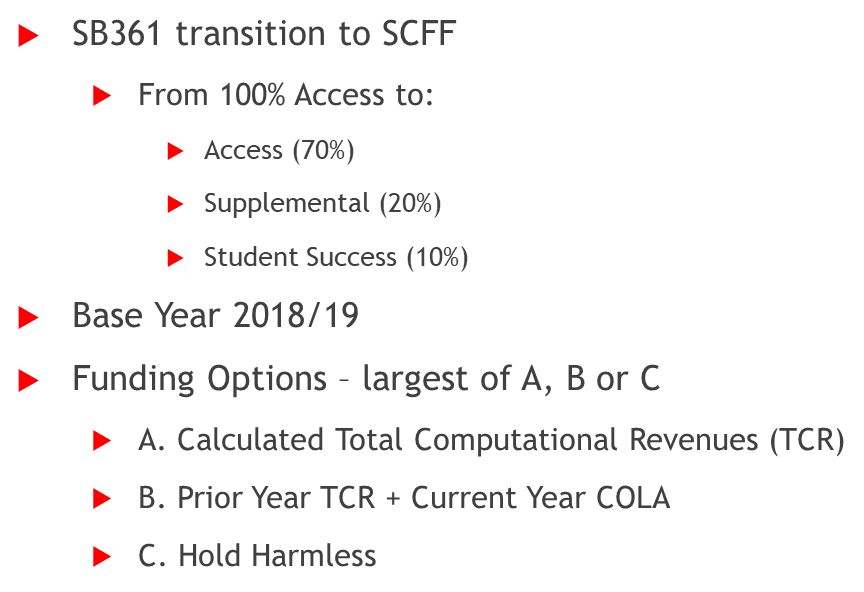 SB361 transition to SCFF
From 100% Access to:
Access (70%)
Supplemental (20%)
Student Success (10%)
Base Year 2018/19
Funding Options – largest of A, B or C
A. Calculated Total Computational Revenues (TCR)
B. Prior Year TCR + Current Year COLA
C. Hold Harmless